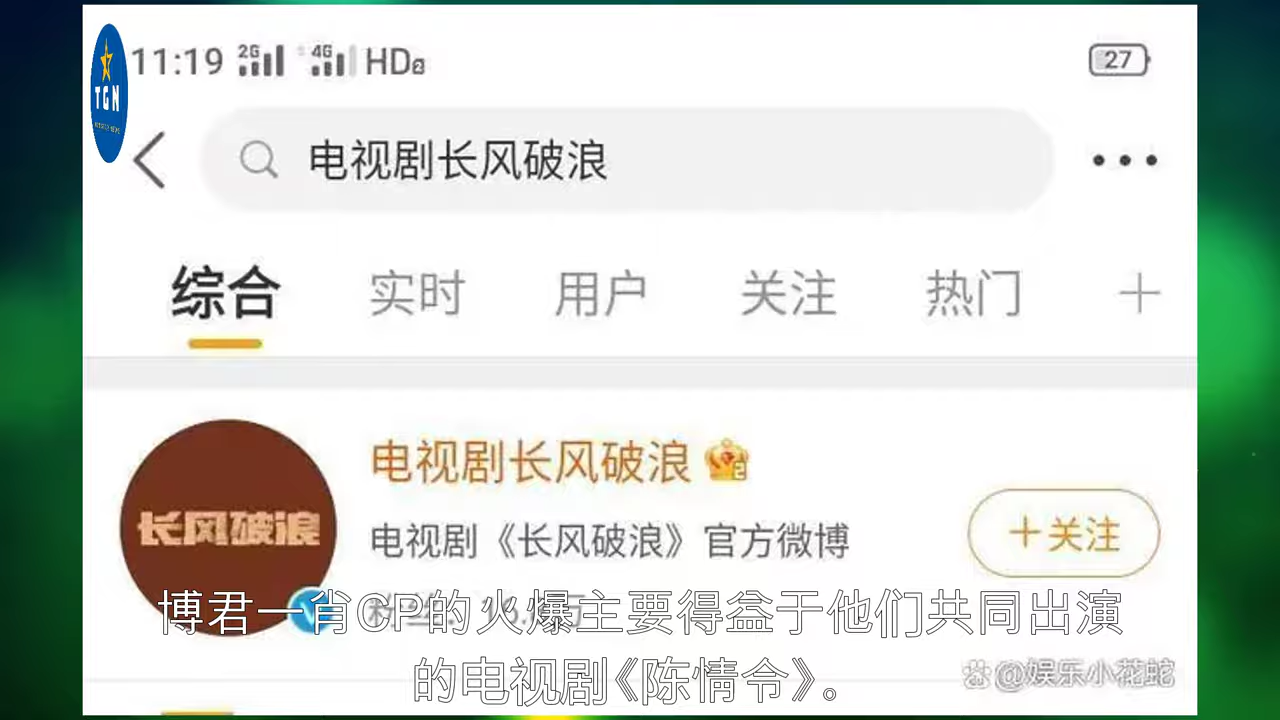 11:19 2G 4G HD2 27
TGN
电视剧长风破浪
综合 实时 用户 关注 热门
电视剧长风破浪
长风破浪
电视剧《长风破浪》官方微博
+关注
博君一肖CP的火爆主要得益于他们共同出演
的电视剧《陈情令》。
@娱乐小花蛇